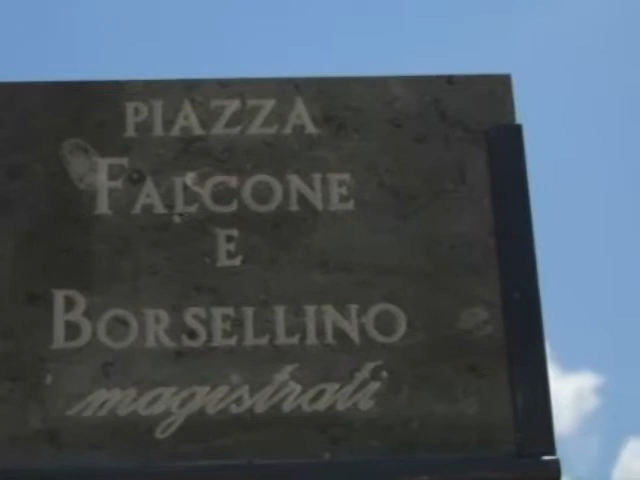 PIAZZA
FALCONE
E
BORSELLINO
magistrati